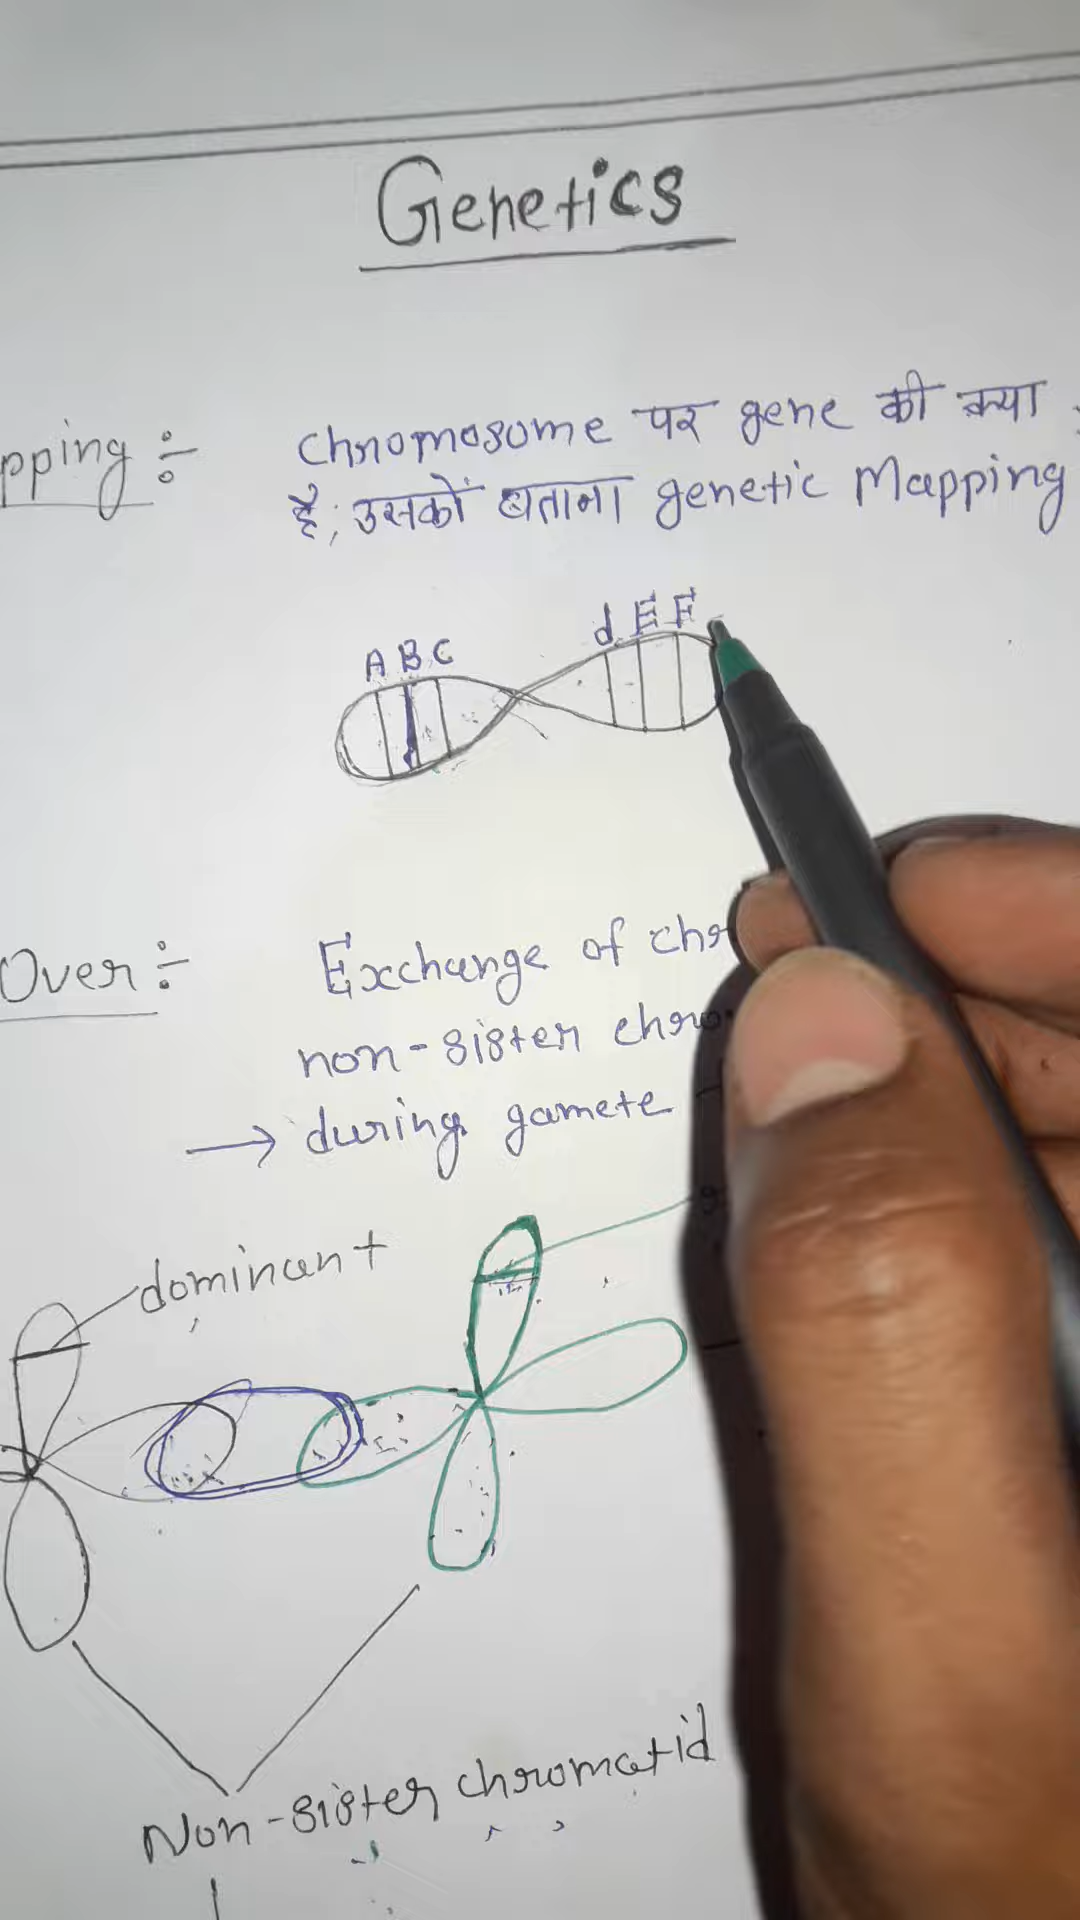 Genetics
pping :- Chromosome पर gene की क्या
है, उसकों बताना genetic Mapping
A B C d E F
Over :- Exchange of chr
non-sister chro
→ during gamete
dominant
Non-sister chromatid